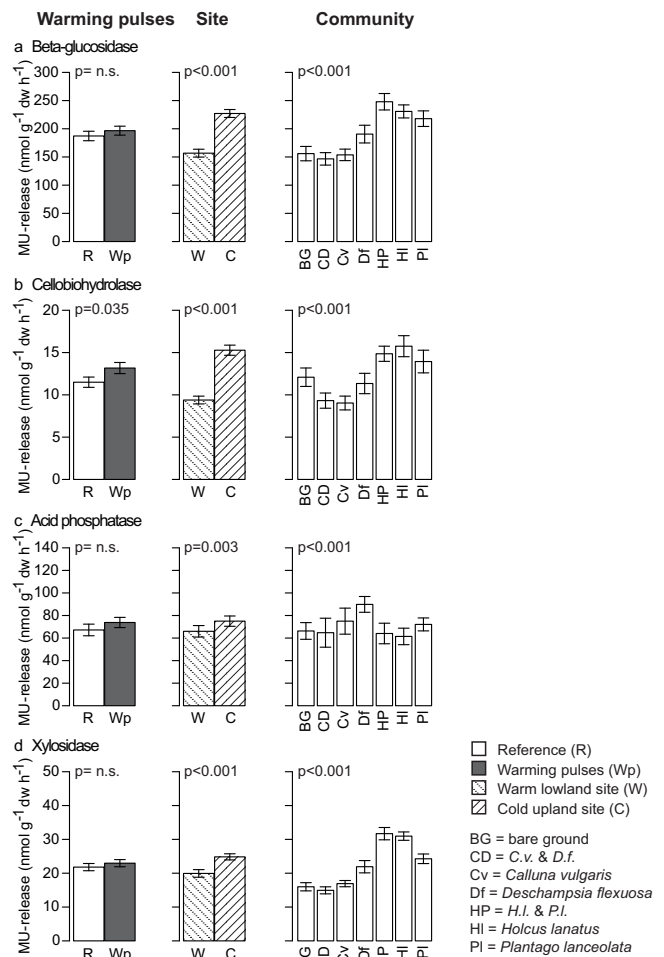 Warming pulses Site Community
a Beta-glucosidase
MU-release (nmol g⁻¹ dw h⁻¹)
300
250
200
150
100
50
0
p= n.s.
R Wp
p<0.001
W C
p<0.001
BG CD Cv Df HP Hl Pl
b Cellobiohydrolase
MU-release (nmol g⁻¹ dw h⁻¹)
20
15
10
5
0
p=0.035
R Wp
p<0.001
W C
p<0.001
BG CD Cv Df HP Hl Pl
c Acid phosphatase
MU-release (nmol g⁻¹ dw h⁻¹)
140
120
100
80
60
40
20
0
p= n.s.
R Wp
p=0.003
W C
p<0.001
BG CD Cv Df HP Hl Pl
d Xylosidase
MU-release (nmol g⁻¹ dw h⁻¹)
50
40
30
20
10
0
p= n.s.
R Wp
p<0.001
W C
p<0.001
BG D Cv Df P Hl Pl
Reference (R)
Warming pulses (Wp)
Warm lowland site (W)
Cold upland site (C)
BG = bare ground
CD = C.v. & D.f.
Cv = Calluna vulgaris
Df = Deschampsia flexuosa
HP = H.l. & P.l.
Hl = Holcus lanatus
Pl = Plantago lanceolata